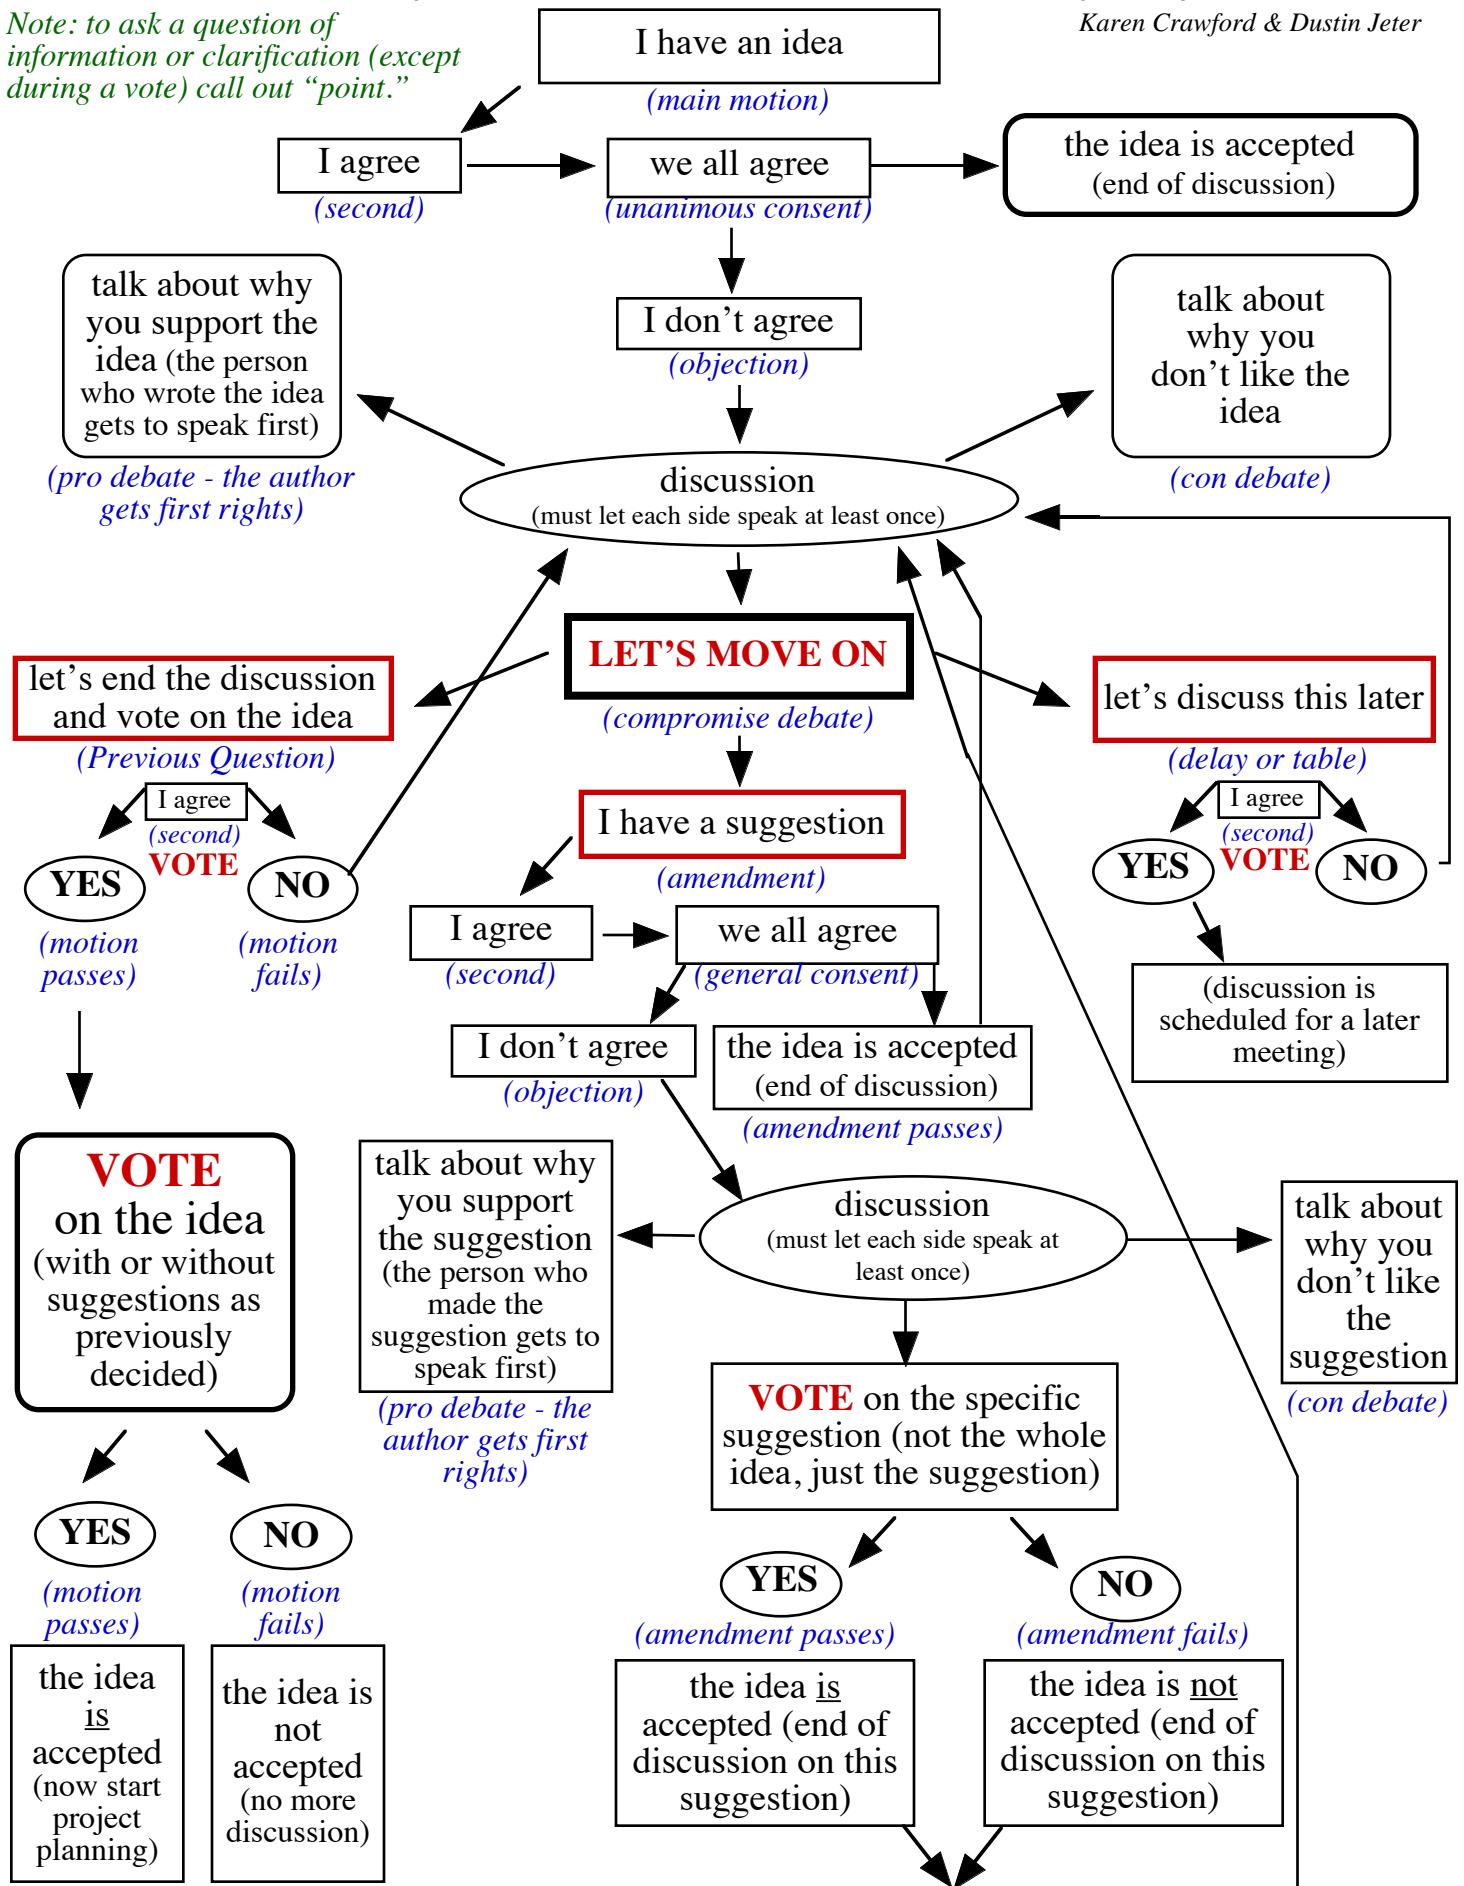 Note: to ask a question of
information or clarification (except
during a vote) call out “point.”
Karen Crawford & Dustin Jeter
I have an idea
(main motion)
I agree
(second)
we all agree
(unanimous consent)
the idea is accepted
(end of discussion)
talk about why
you support the
idea (the person
who wrote the idea
gets to speak first)
(pro debate - the author
gets first rights)
I don’t agree
(objection)
talk about
why you
don’t like the
idea
(con debate)
discussion
(must let each side speak at least once)
LET’S MOVE ON
(compromise debate)
let’s end the discussion
and vote on the idea
(Previous Question)
I agree
(second)
VOTE
YES
NO
(motion
passes)
(motion
fails)
let’s discuss this later
(delay or table)
I agree
(second)
VOTE
YES
NO
(discussion is
scheduled for a later
meeting)
I have a suggestion
(amendment)
I agree
(second)
we all agree
(general consent)
I don’t agree
(objection)
the idea is accepted
(end of discussion)
(amendment passes)
VOTE
on the idea
(with or without
suggestions as
previously
decided)
talk about why
you support
the suggestion
(the person who
made the
suggestion gets to
speak first)
(pro debate - the
author gets first
rights)
discussion
(must let each side speak at
least once)
talk about
why you
don’t like
the
suggestion
(con debate)
VOTE on the specific
suggestion (not the whole
idea, just the suggestion)
YES
(motion
passes)
NO
(motion
fails)
the idea
is
accepted
(now start
project
planning)
the idea is
not
accepted
(no more
discussion)
YES
(amendment passes)
NO
(amendment fails)
the idea is
accepted (end of
discussion on this
suggestion)
the idea is not
accepted (end of
discussion on this
suggestion)